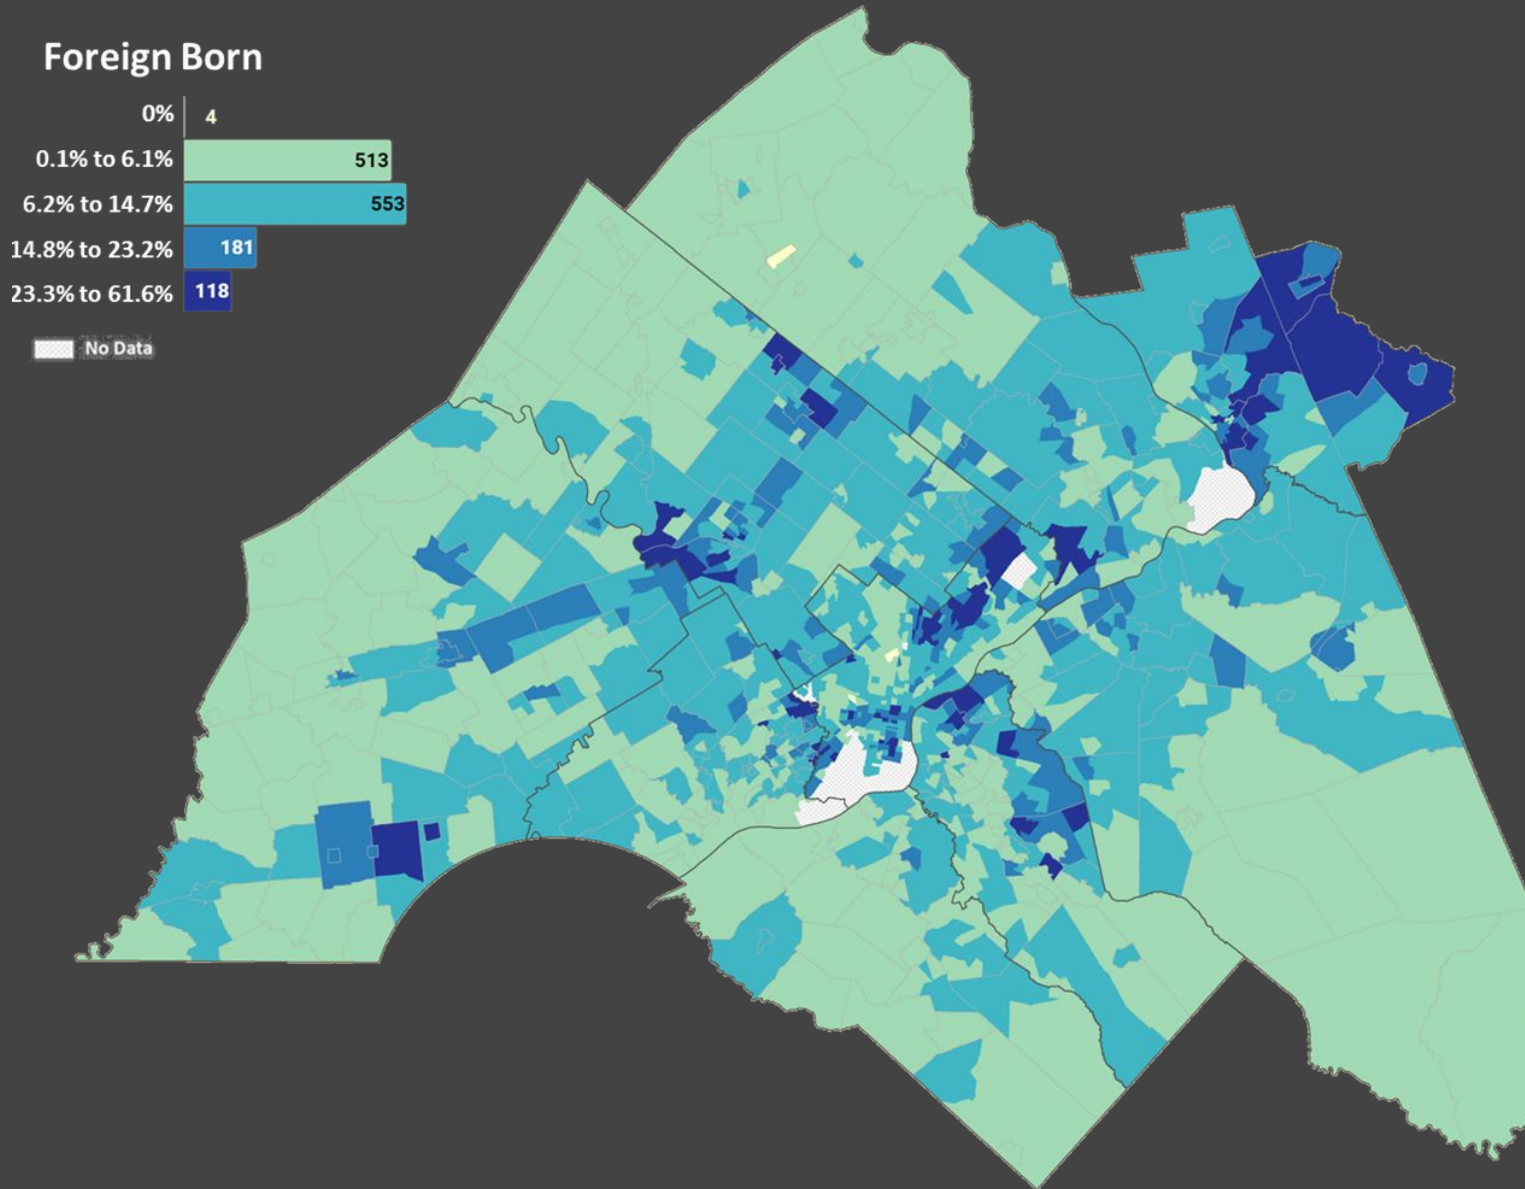 Foreign Born
0% 4
0.1% to 6.1% 513
6.2% to 14.7% 553
14.8% to 23.2% 181
23.3% to 61.6% 118
No Data